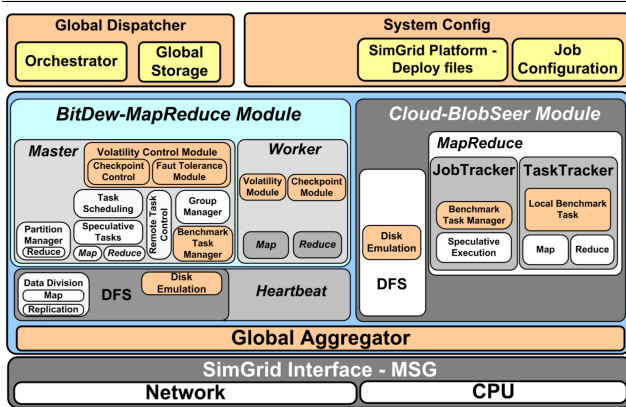 Global Dispatcher
Orchestrator
Global
Storage
System Config
SimGrid Platform -
Deploy files
Job
Configuration
BitDew-MapReduce Module
Master
Volatility Control Module
Checkpoint
Control
Faut Tolerance
Module
Task
Scheduling
Speculative
Tasks
Map
Reduce
Remote Task
Control
Group
Manager
Benchmark
Task
Manager
Partition
Manager
Reduce
Worker
Volatility
Module
Checkpoint
Module
Map
Reduce
Data Division
Map
Replication
DFS
Disk
Emulation
Heartbeat
Cloud-BlobSeer Module
Disk
Emulation
DFS
MapReduce
JobTracker
Benchmark
Task Manager
Speculative
Execution
TaskTracker
Local Benchmark
Task
Map
Reduce
Global Aggregator
SimGrid Interface - MSG
Network
CPU